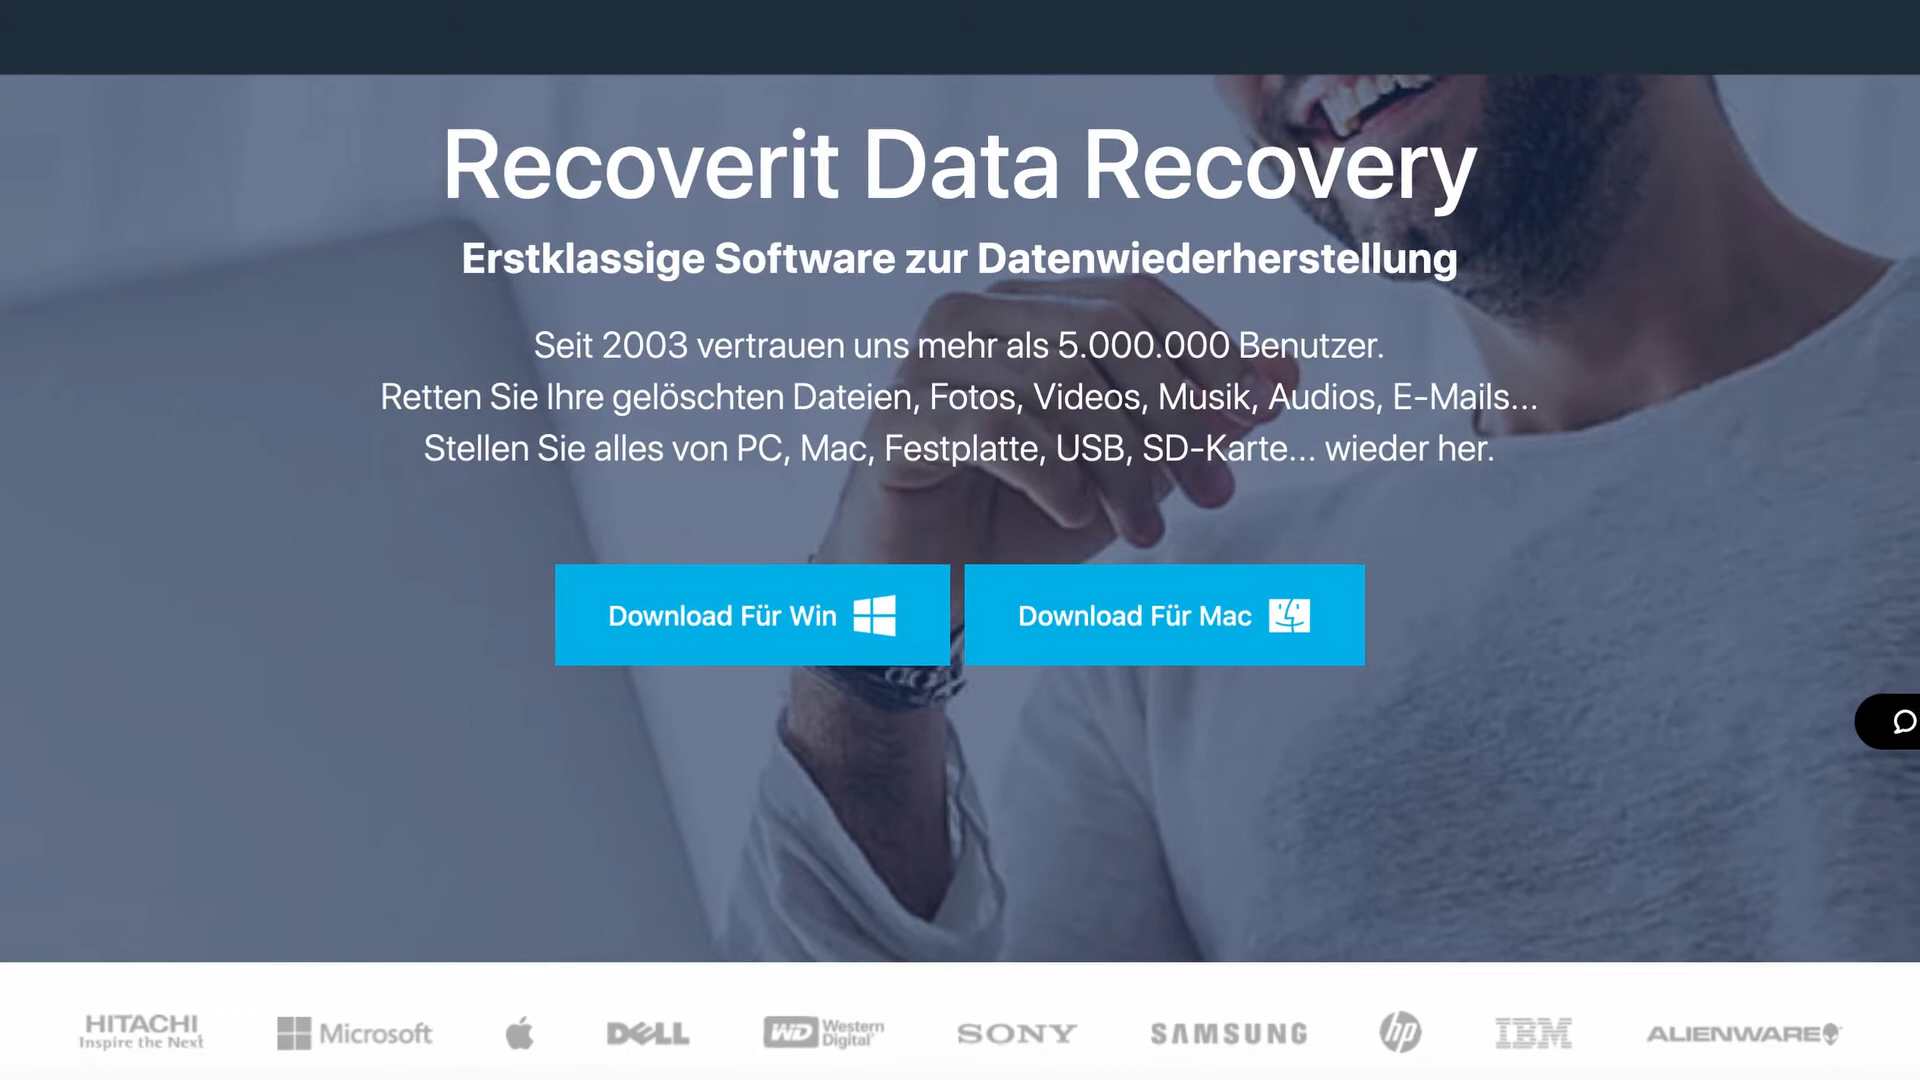 Recoverit Data Recovery
Erstklassige Software zur Datenwiederherstellung
Seit 2003 vertrauen uns mehr als 5.000.000 Benutzer.
Retten Sie Ihre gelöschten Dateien, Fotos, Videos, Musik, Audios, E-Mails...
Stellen Sie alles von PC, Mac, Festplatte, USB, SD-Karte... wieder her.
Download Für Win
Download Für Mac
HITACHI
Inspire the Next
Microsoft
DELL
WD Western Digital
SONY
SAMSUNG
hp
IBM
ALIENWARE